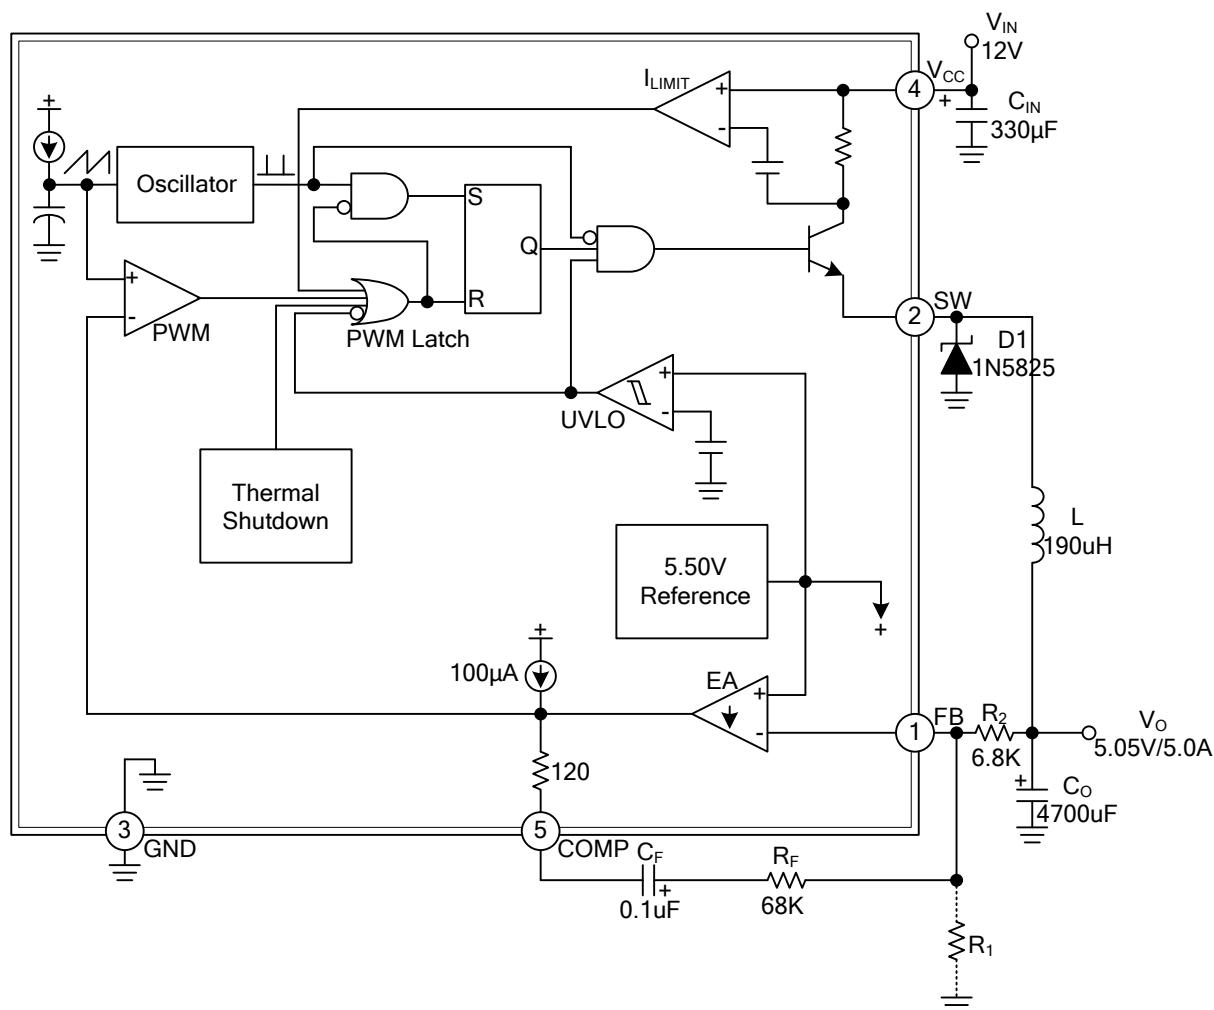 V_IN
12V
I_LIMIT
+
-
4
V_CC
+
C_IN
330µF
+
Oscillator
S
Q
R
+
-
PWM
PWM Latch
2
SW
D1
1N5825
+
-
UVLO
Thermal
Shutdown
L
190uH
5.50V
Reference
+
+
100µA
EA
+
-
1
FB
R₂
6.8K
V_O
5.05V/5.0A
120
+
C_O
4700uF
3
GND
5
COMP
C_F
+
0.1uF
R_F
68K
R₁